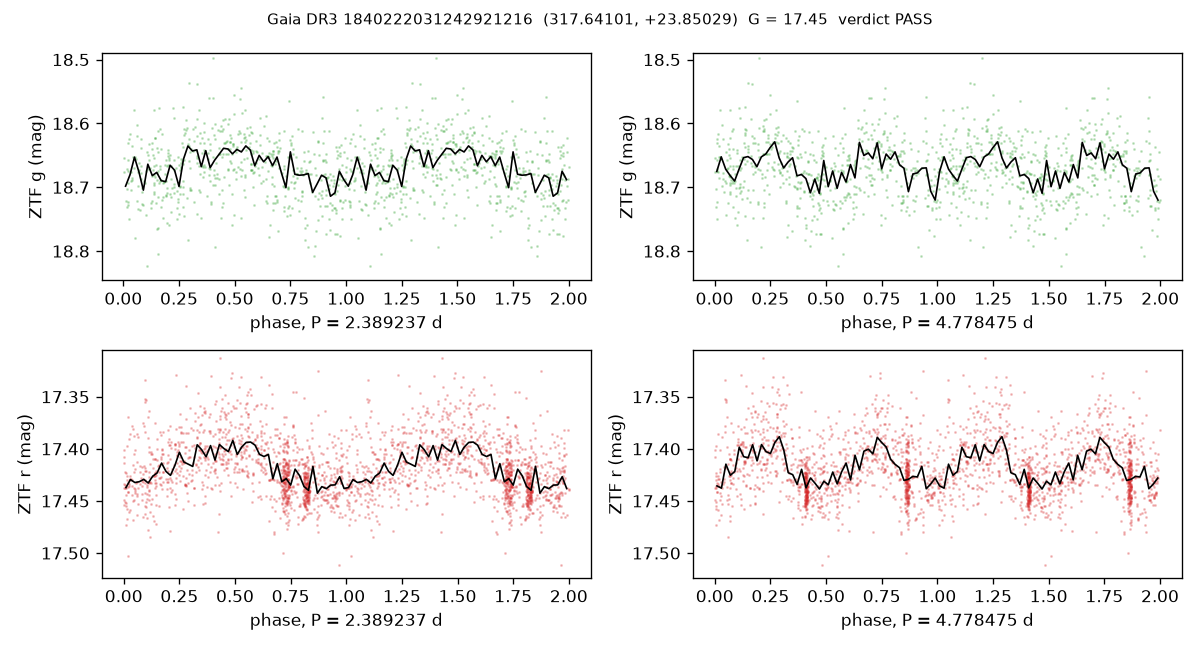 Gaia DR3 1840222031242921216 (317.64101, +23.85029) G = 17.45 verdict PASS
ZTF g (mag)
18.5
18.6
18.7
18.8
0.00 0.25 0.50 0.75 1.00 1.25 1.50 1.75 2.00
phase, P = 2.389237 d
ZTF g (mag)
18.5
18.6
18.7
18.8
0.00 0.25 0.50 0.75 1.00 1.25 1.50 1.75 2.00
phase, P = 4.778475 d
ZTF r (mag)
17.35
17.40
17.45
17.50
0.00 0.25 0.50 0.75 1.00 1.25 1.50 1.75 2.00
phase, P = 2.389237 d
ZTF r (mag)
17.35
17.40
17.45
17.50
0.00 0.25 0.50 0.75 1.00 1.25 1.50 1.75 2.00
phase, P = 4.778475 d